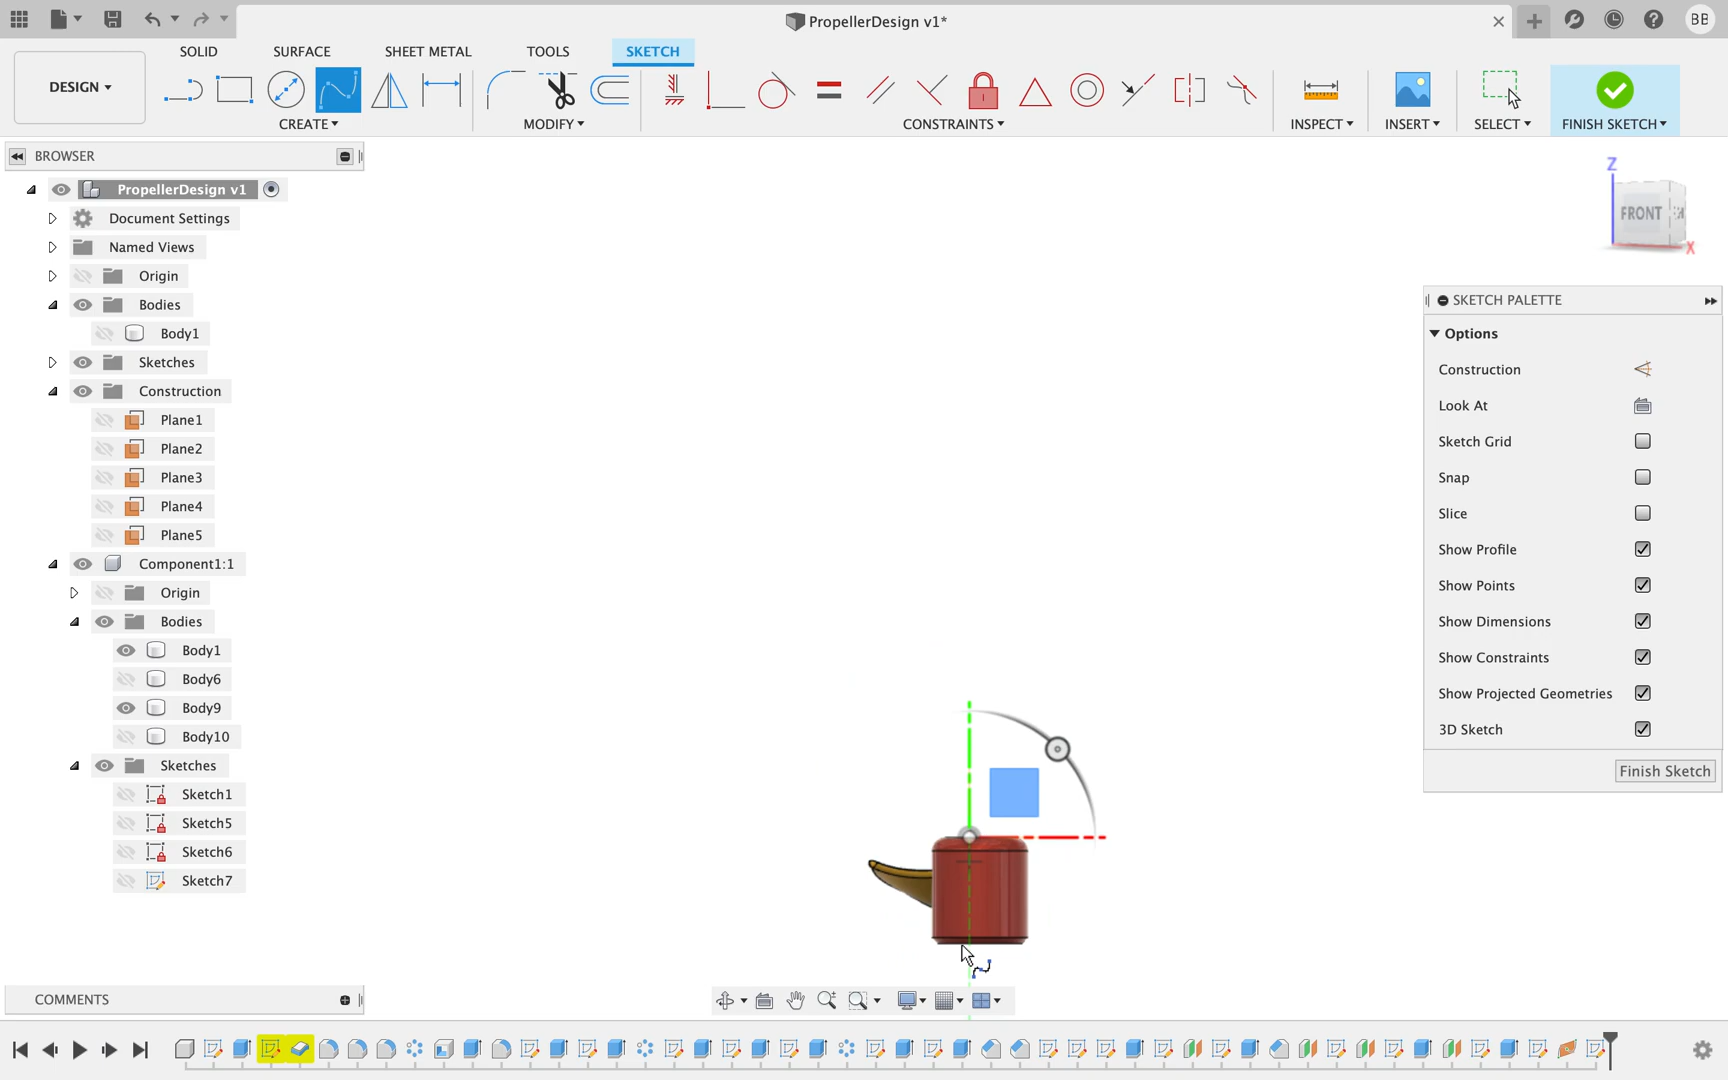 PropellerDesign v1*
BB
SOLID
SURFACE
SHEET METAL
TOOLS
SKETCH
DESIGN
CREATE
MODIFY
CONSTRAINTS
INSPECT
INSERT
SELECT
FINISH SKETCH
BROWSER
PropellerDesign v1
Document Settings
Named Views
Origin
Bodies
Body1
Sketches
Construction
Plane1
Plane2
Plane3
Plane4
Plane5
Component1:1
Origin
Bodies
Body1
Body6
Body9
Body10
Sketches
Sketch1
Sketch5
Sketch6
Sketch7
COMMENTS
Z
FRONT
X
SKETCH PALETTE
Options
Construction
Look At
Sketch Grid
Snap
Slice
Show Profile
Show Points
Show Dimensions
Show Constraints
Show Projected Geometries
3D Sketch
Finish Sketch